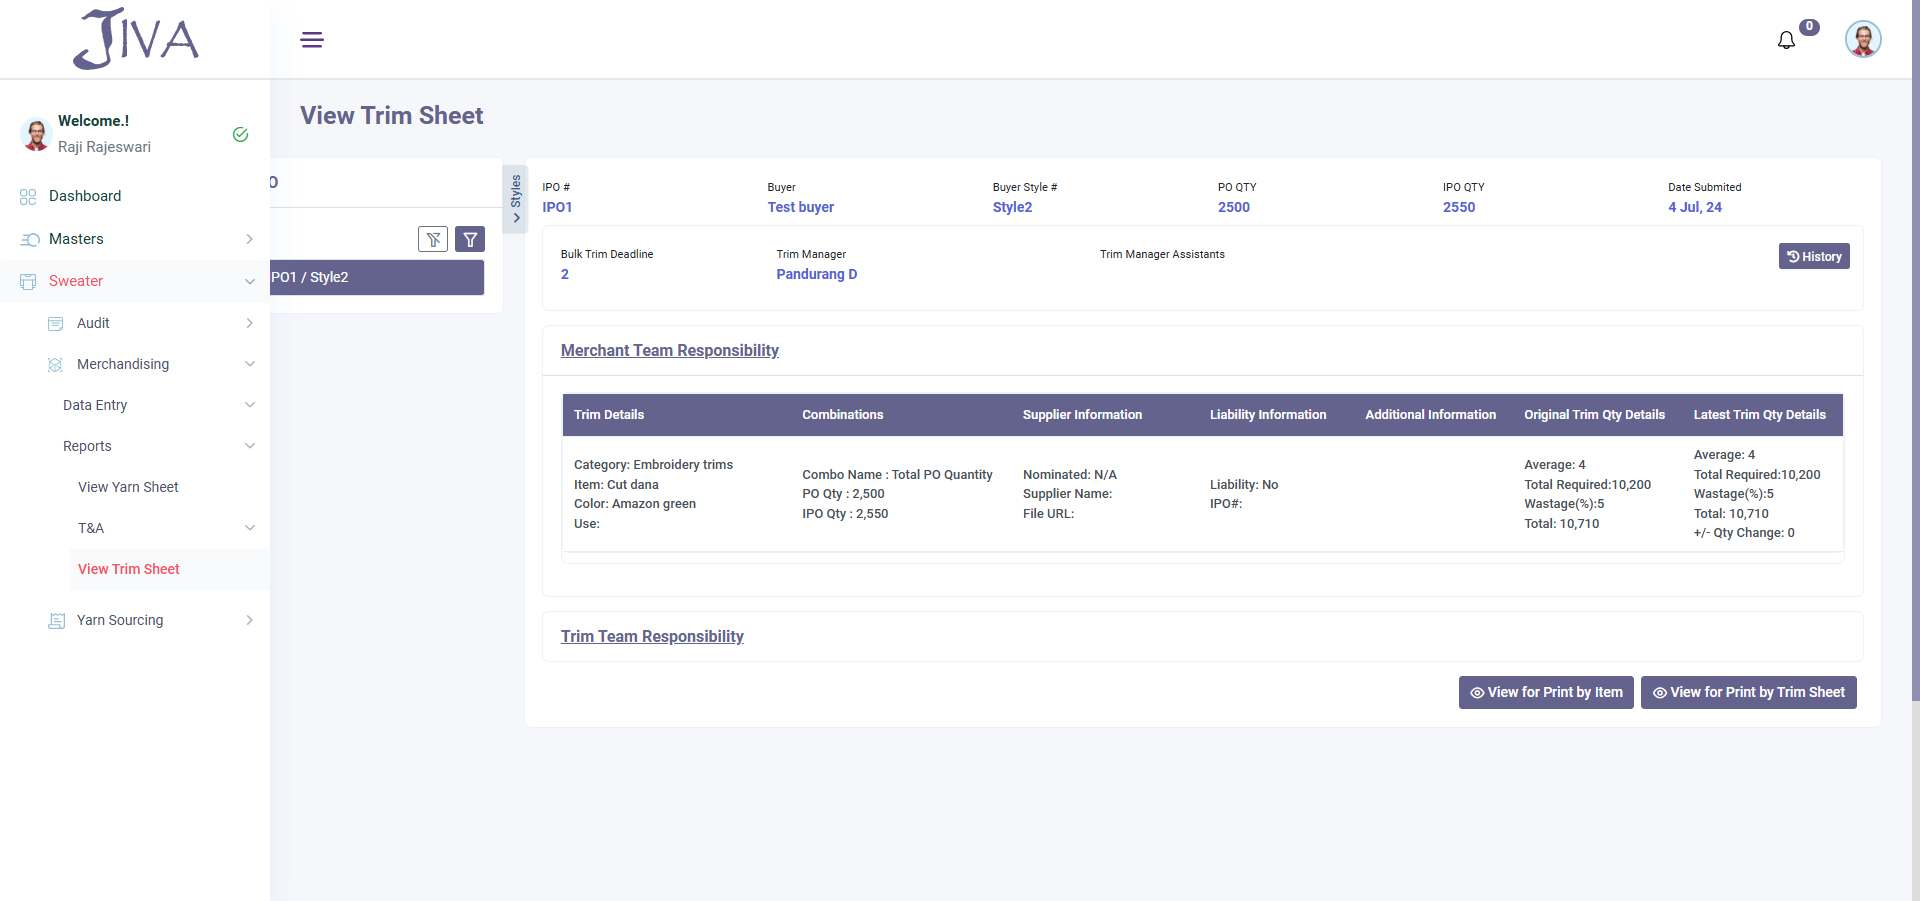 JIVA
0
Welcome.!
Raji Rajeswari
Dashboard
Masters
Sweater
Audit
Merchandising
Data Entry
Reports
View Yarn Sheet
T&A
View Trim Sheet
Yarn Sourcing
View Trim Sheet
O
PO1 / Style2
Styles
IPO #
IPO1
Buyer
Test buyer
Buyer Style #
Style2
PO QTY
2500
IPO QTY
2550
Date Submited
4 Jul, 24
Bulk Trim Deadline
2
Trim Manager
Pandurang D
Trim Manager Assistants
History
Merchant Team Responsibility
Trim Details Combinations Supplier Information Liability Information Additional Information Original Trim Qty Details Latest Trim Qty Details
Category: Embroidery trims
Item: Cut dana
Color: Amazon green
Use:
Combo Name : Total PO Quantity
PO Qty : 2,500
IPO Qty : 2,550
Nominated: N/A
Supplier Name:
File URL:
Liability: No
IPO#:
Average: 4
Total Required:10,200
Wastage(%):5
Total: 10,710
Average: 4
Total Required:10,200
Wastage(%):5
Total: 10,710
+/- Qty Change: 0
Trim Team Responsibility
View for Print by Item
View for Print by Trim Sheet